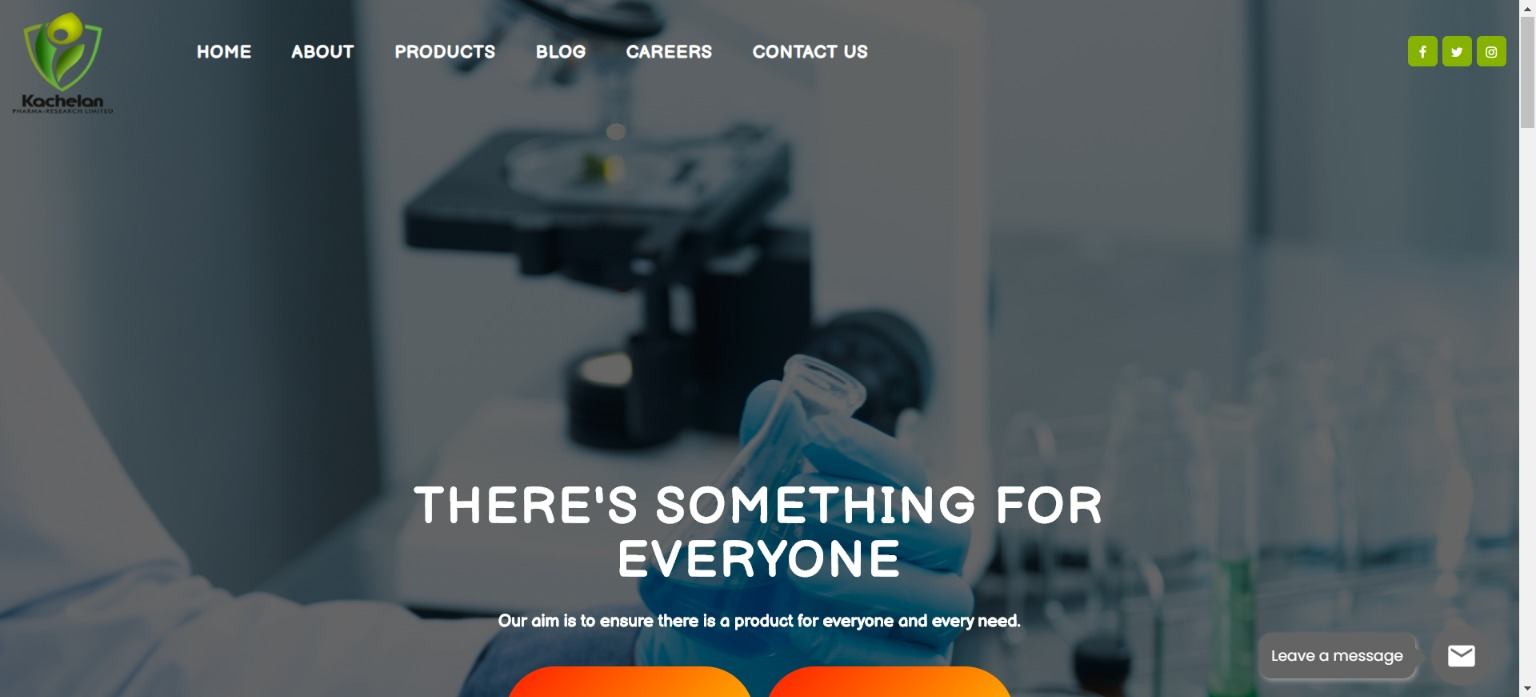 Kachelan
PHARMA-RESEARCH LIMITED
HOME
ABOUT
PRODUCTS
BLOG
CAREERS
CONTACT US
THERE'S SOMETHING FOR
EVERYONE
Our aim is to ensure there is a product for everyone and every need.
Leave a message